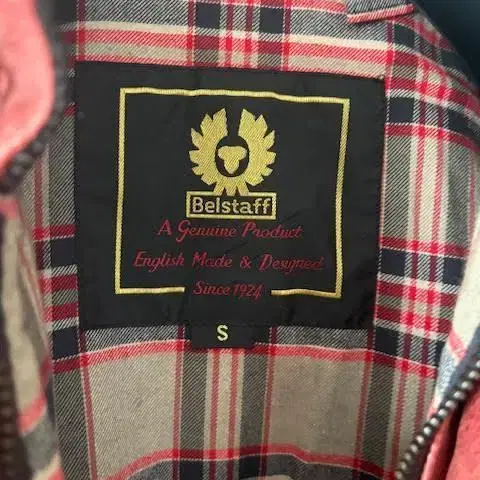 Belstaff
A Genuine Product
English Made & Designed
Since 1924
S